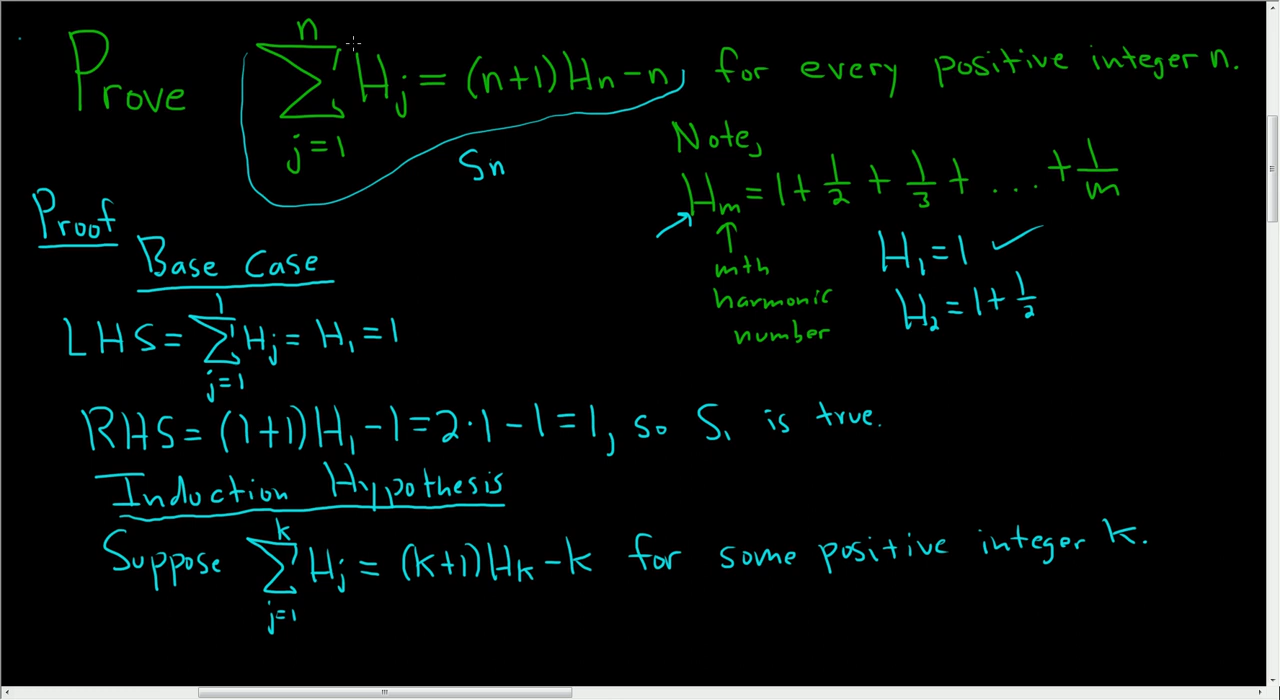 Prove ∑_{j=1}^{n} H_j = (n+1)H_n − n for every positive integer n.
S_n
Note,
H_m = 1 + 1/2 + 1/3 + ... + 1/m
↑
mth
harmonic
number
H_1 = 1 ✓
H_2 = 1 + 1/2
Proof
Base Case
LHS = ∑_{j=1}^{1} H_j = H_1 = 1
RHS = (1+1)H_1 − 1 = 2·1 − 1 = 1, so S_1 is true.
Induction Hypothesis
Suppose ∑_{j=1}^{k} H_j = (k+1)H_k − k for some positive integer k.